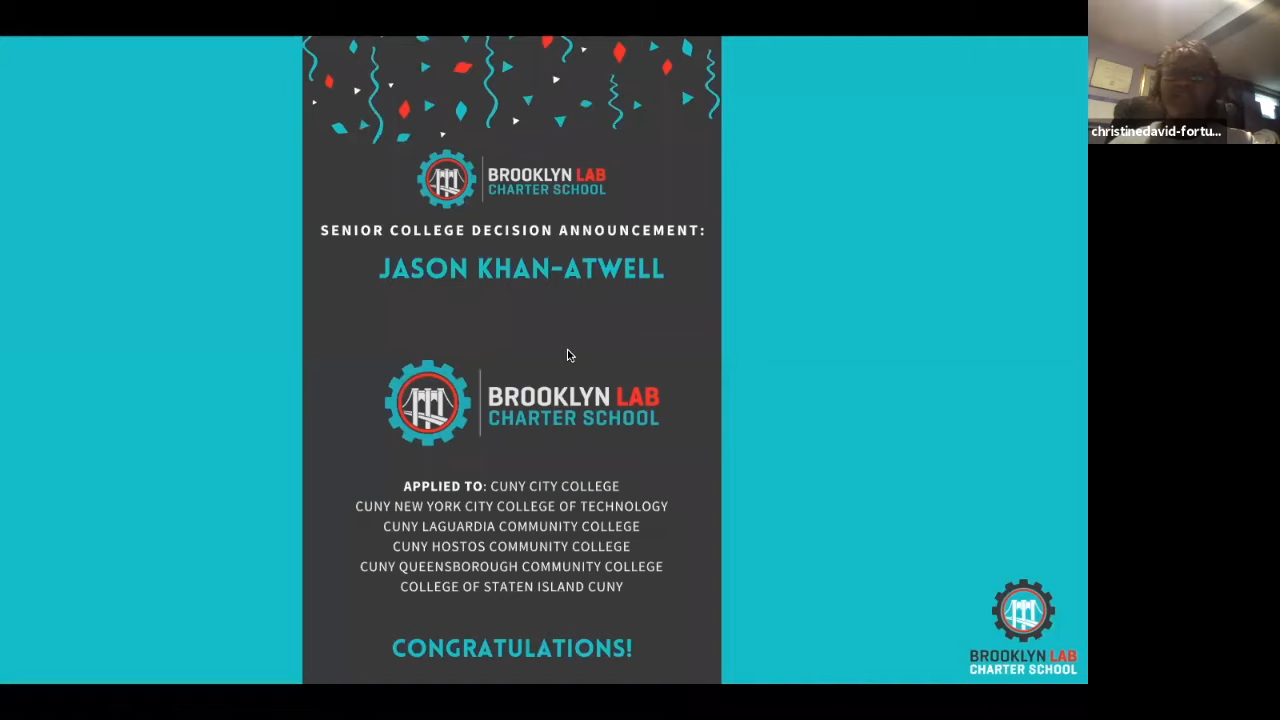 BROOKLYN LAB
CHARTER SCHOOL
SENIOR COLLEGE DECISION ANNOUNCEMENT:
JASON KHAN-ATWELL
BROOKLYN LAB
CHARTER SCHOOL
APPLIED TO: CUNY CITY COLLEGE
CUNY NEW YORK CITY COLLEGE OF TECHNOLOGY
CUNY LAGUARDIA COMMUNITY COLLEGE
CUNY HOSTOS COMMUNITY COLLEGE
CUNY QUEENSBOROUGH COMMUNITY COLLEGE
COLLEGE OF STATEN ISLAND CUNY
CONGRATULATIONS!
BROOKLYN LAB
CHARTER SCHOOL
christinedavid-fortu...